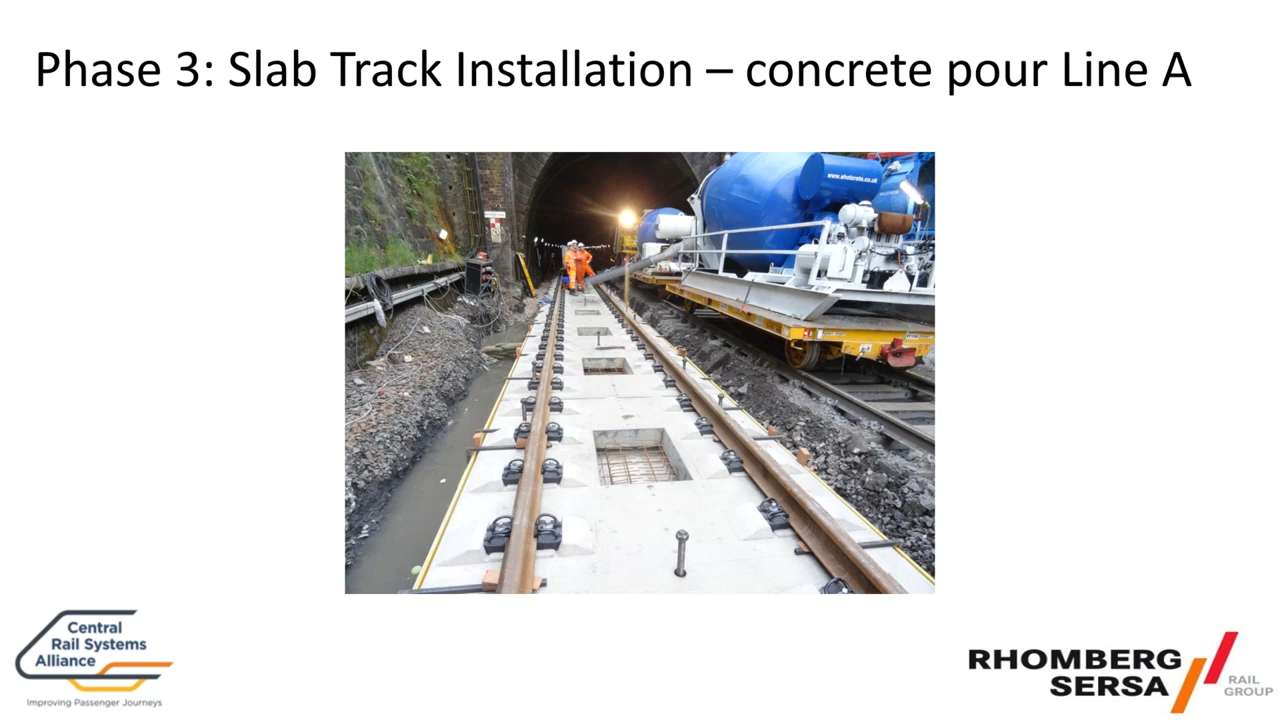 Phase 3: Slab Track Installation – concrete pour Line A
www.shotcrete.co.uk
Central
Rail Systems
Alliance
Improving Passenger Journeys
RHOMBERG
SERSA
RAIL
GROUP